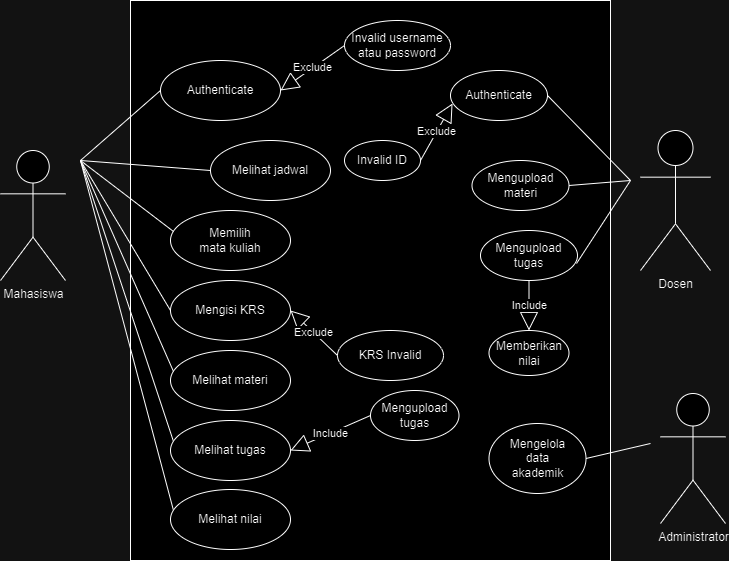 Invalid username
atau password
Exclude
Authenticate
Authenticate
Exclude
Invalid ID
Melihat jadwal
Mengupload
materi
Memilih
mata kuliah
Mengupload
tugas
Mahasiswa
Dosen
Mengisi KRS
Include
Exclude
KRS Invalid
Memberikan
nilai
Melihat materi
Mengupload
tugas
Include
Melihat tugas
Mengelola
data
akademik
Melihat nilai
Administrator